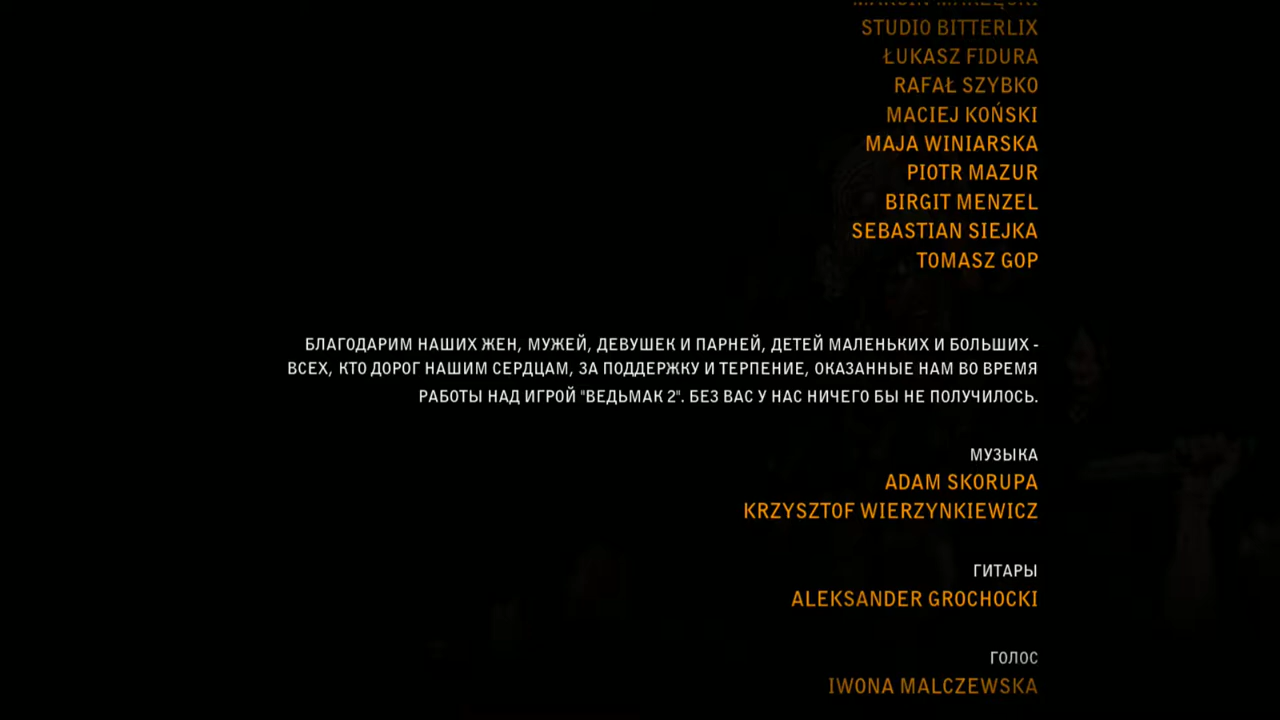 STUDIO BITTERLIX
ŁUKASZ FIDURA
RAFAŁ SZYBKO
MACIEJ KOŃSKI
MAJA WINIARSKA
PIOTR MAZUR
BIRGIT MENZEL
SEBASTIAN SIEJKA
TOMASZ GOP
БЛАГОДАРИМ НАШИХ ЖЕН, МУЖЕЙ, ДЕВУШЕК И ПАРНЕЙ, ДЕТЕЙ МАЛЕНЬКИХ И БОЛЬШИХ -
ВСЕХ, КТО ДОРОГ НАШИМ СЕРДЦАМ, ЗА ПОДДЕРЖКУ И ТЕРПЕНИЕ, ОКАЗАННЫЕ НАМ ВО ВРЕМЯ
РАБОТЫ НАД ИГРОЙ "ВЕДЬМАК 2". БЕЗ ВАС У НАС НИЧЕГО БЫ НЕ ПОЛУЧИЛОСЬ.
МУЗЫКА
ADAM SKORUPA
KRZYSZTOF WIERZYNKIEWICZ
ГИТАРЫ
ALEKSANDER GROCHOCKI
ГОЛОС
IWONA MALCZEWSKA